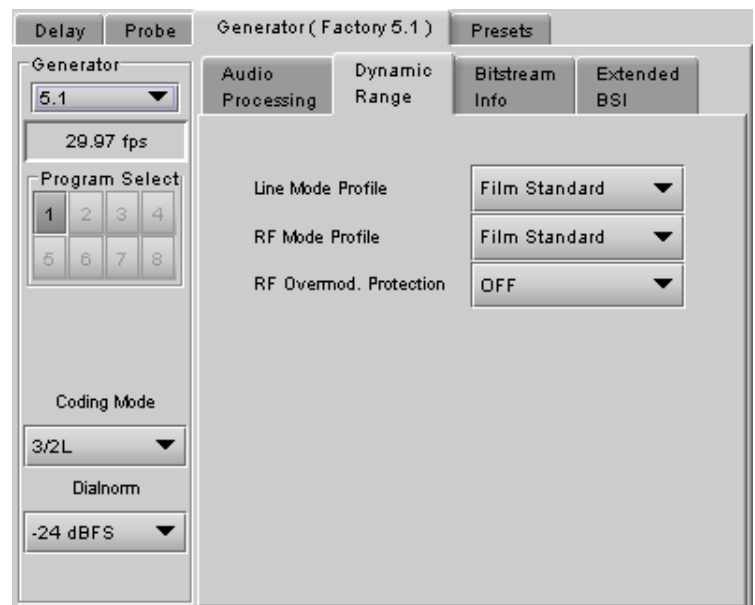 Delay Probe Generator ( Factory 5.1 ) Presets
Generator
5.1
29.97 fps
Program Select
1 2 3 4
5 6 7 8
Coding Mode
3/2L
Dialnorm
-24 dBFS
Audio Processing
Dynamic Range
Bitstream Info
Extended BSI
Line Mode Profile Film Standard
RF Mode Profile Film Standard
RF Overmod. Protection OFF